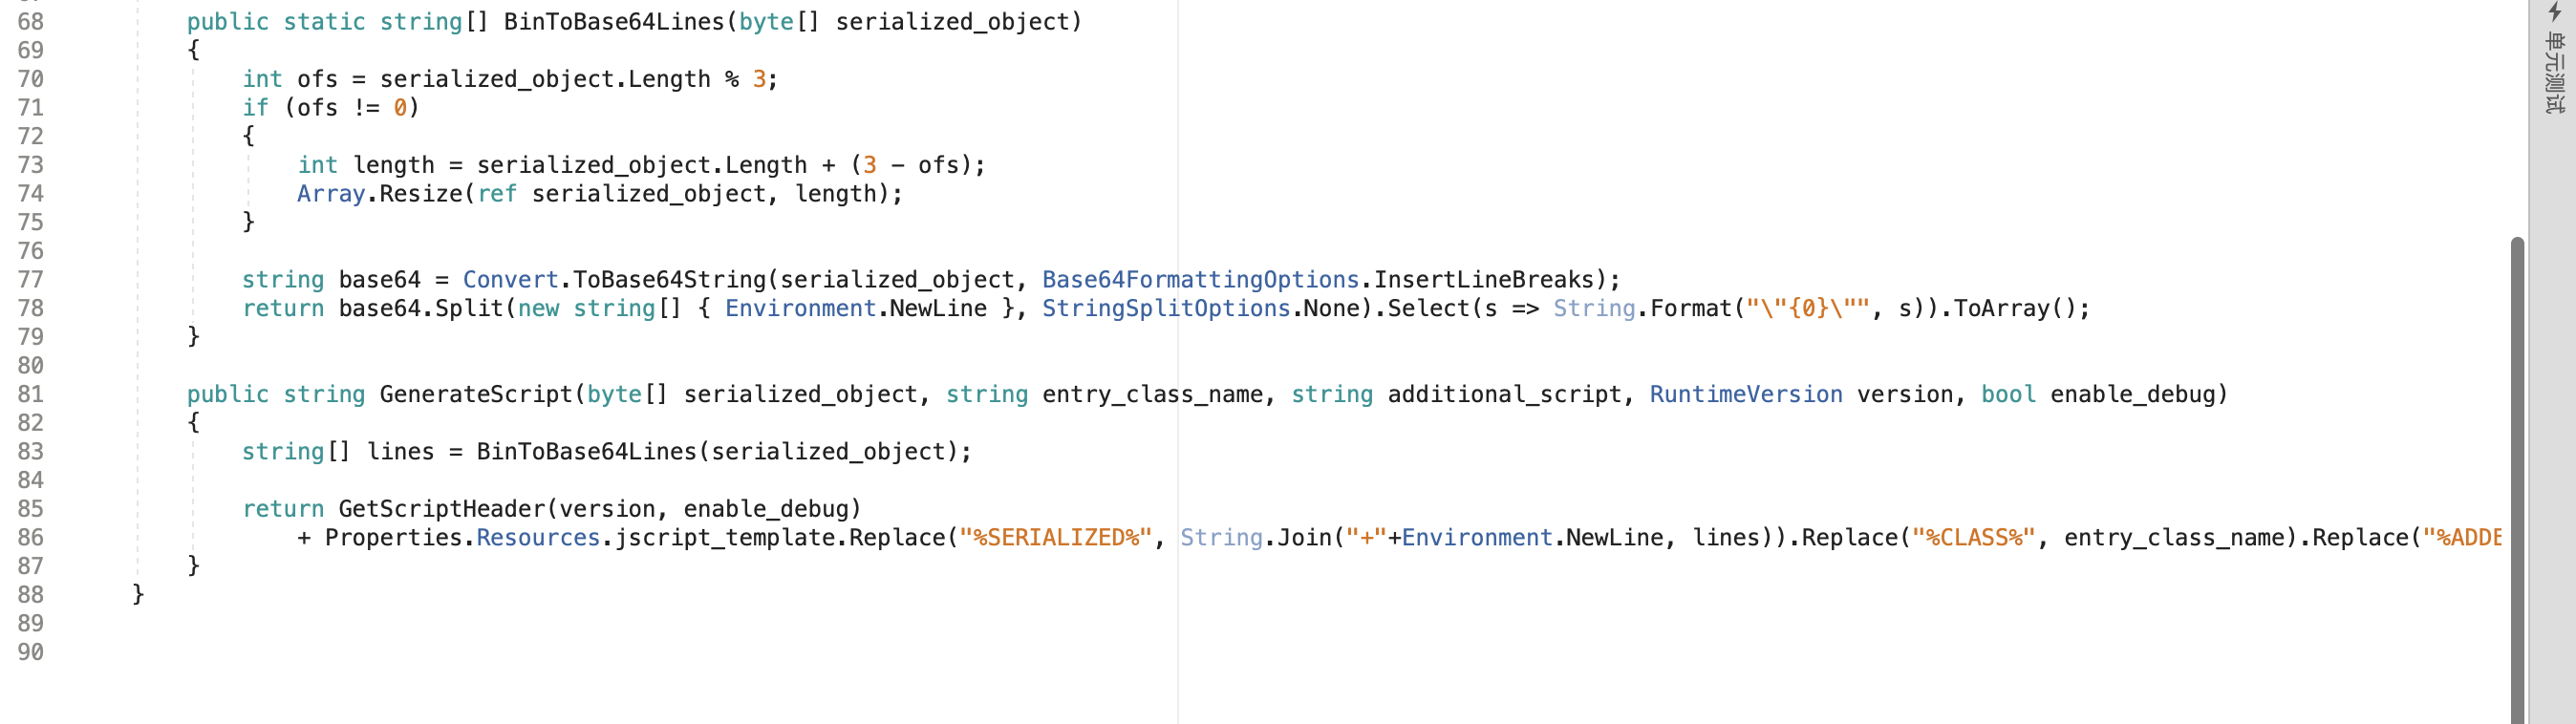 68 public static string[] BinToBase64Lines(byte[] serialized_object)
69 {
70 int ofs = serialized_object.Length % 3;
71 if (ofs != 0)
72 {
73 int length = serialized_object.Length + (3 - ofs);
74 Array.Resize(ref serialized_object, length);
75 }
76
77 string base64 = Convert.ToBase64String(serialized_object, Base64FormattingOptions.InsertLineBreaks);
78 return base64.Split(new string[] { Environment.NewLine }, StringSplitOptions.None).Select(s => String.Format("\"{0}\"", s)).ToArray();
79 }
80
81 public string GenerateScript(byte[] serialized_object, string entry_class_name, string additional_script, RuntimeVersion version, bool enable_debug)
82 {
83 string[] lines = BinToBase64Lines(serialized_object);
84
85 return GetScriptHeader(version, enable_debug)
86 + Properties.Resources.jscript_template.Replace("%SERIALIZED%", String.Join("+"+Environment.NewLine, lines)).Replace("%CLASS%", entry_class_name).Replace("%ADDE
87 }
88 }
89
90
单元测试